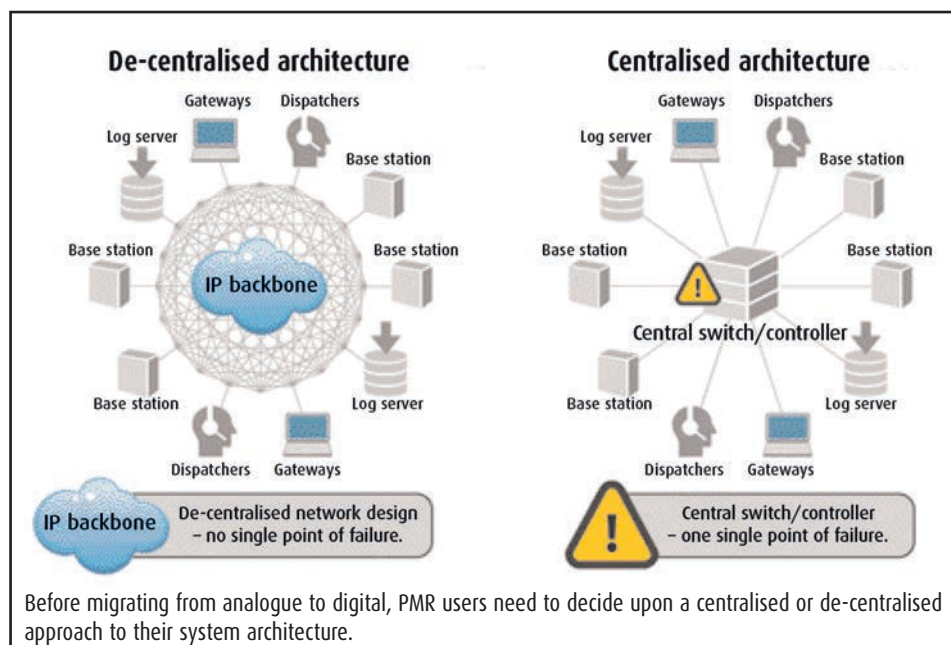 De-centralised architecture
Gateways
Dispatchers
Log server
Base station
Base station
IP backbone
Base station
Base station
Log server
Dispatchers
Gateways
IP backbone
De-centralised network design
– no single point of failure.
Centralised architecture
Gateways
Dispatchers
Log server
Base station
Base station
Base station
!
Central switch/controller
Base station
Log server
Dispatchers
Gateways
!
Central switch/controller
– one single point of failure.
Before migrating from analogue to digital, PMR users need to decide upon a centralised or de-centralised
approach to their system architecture.